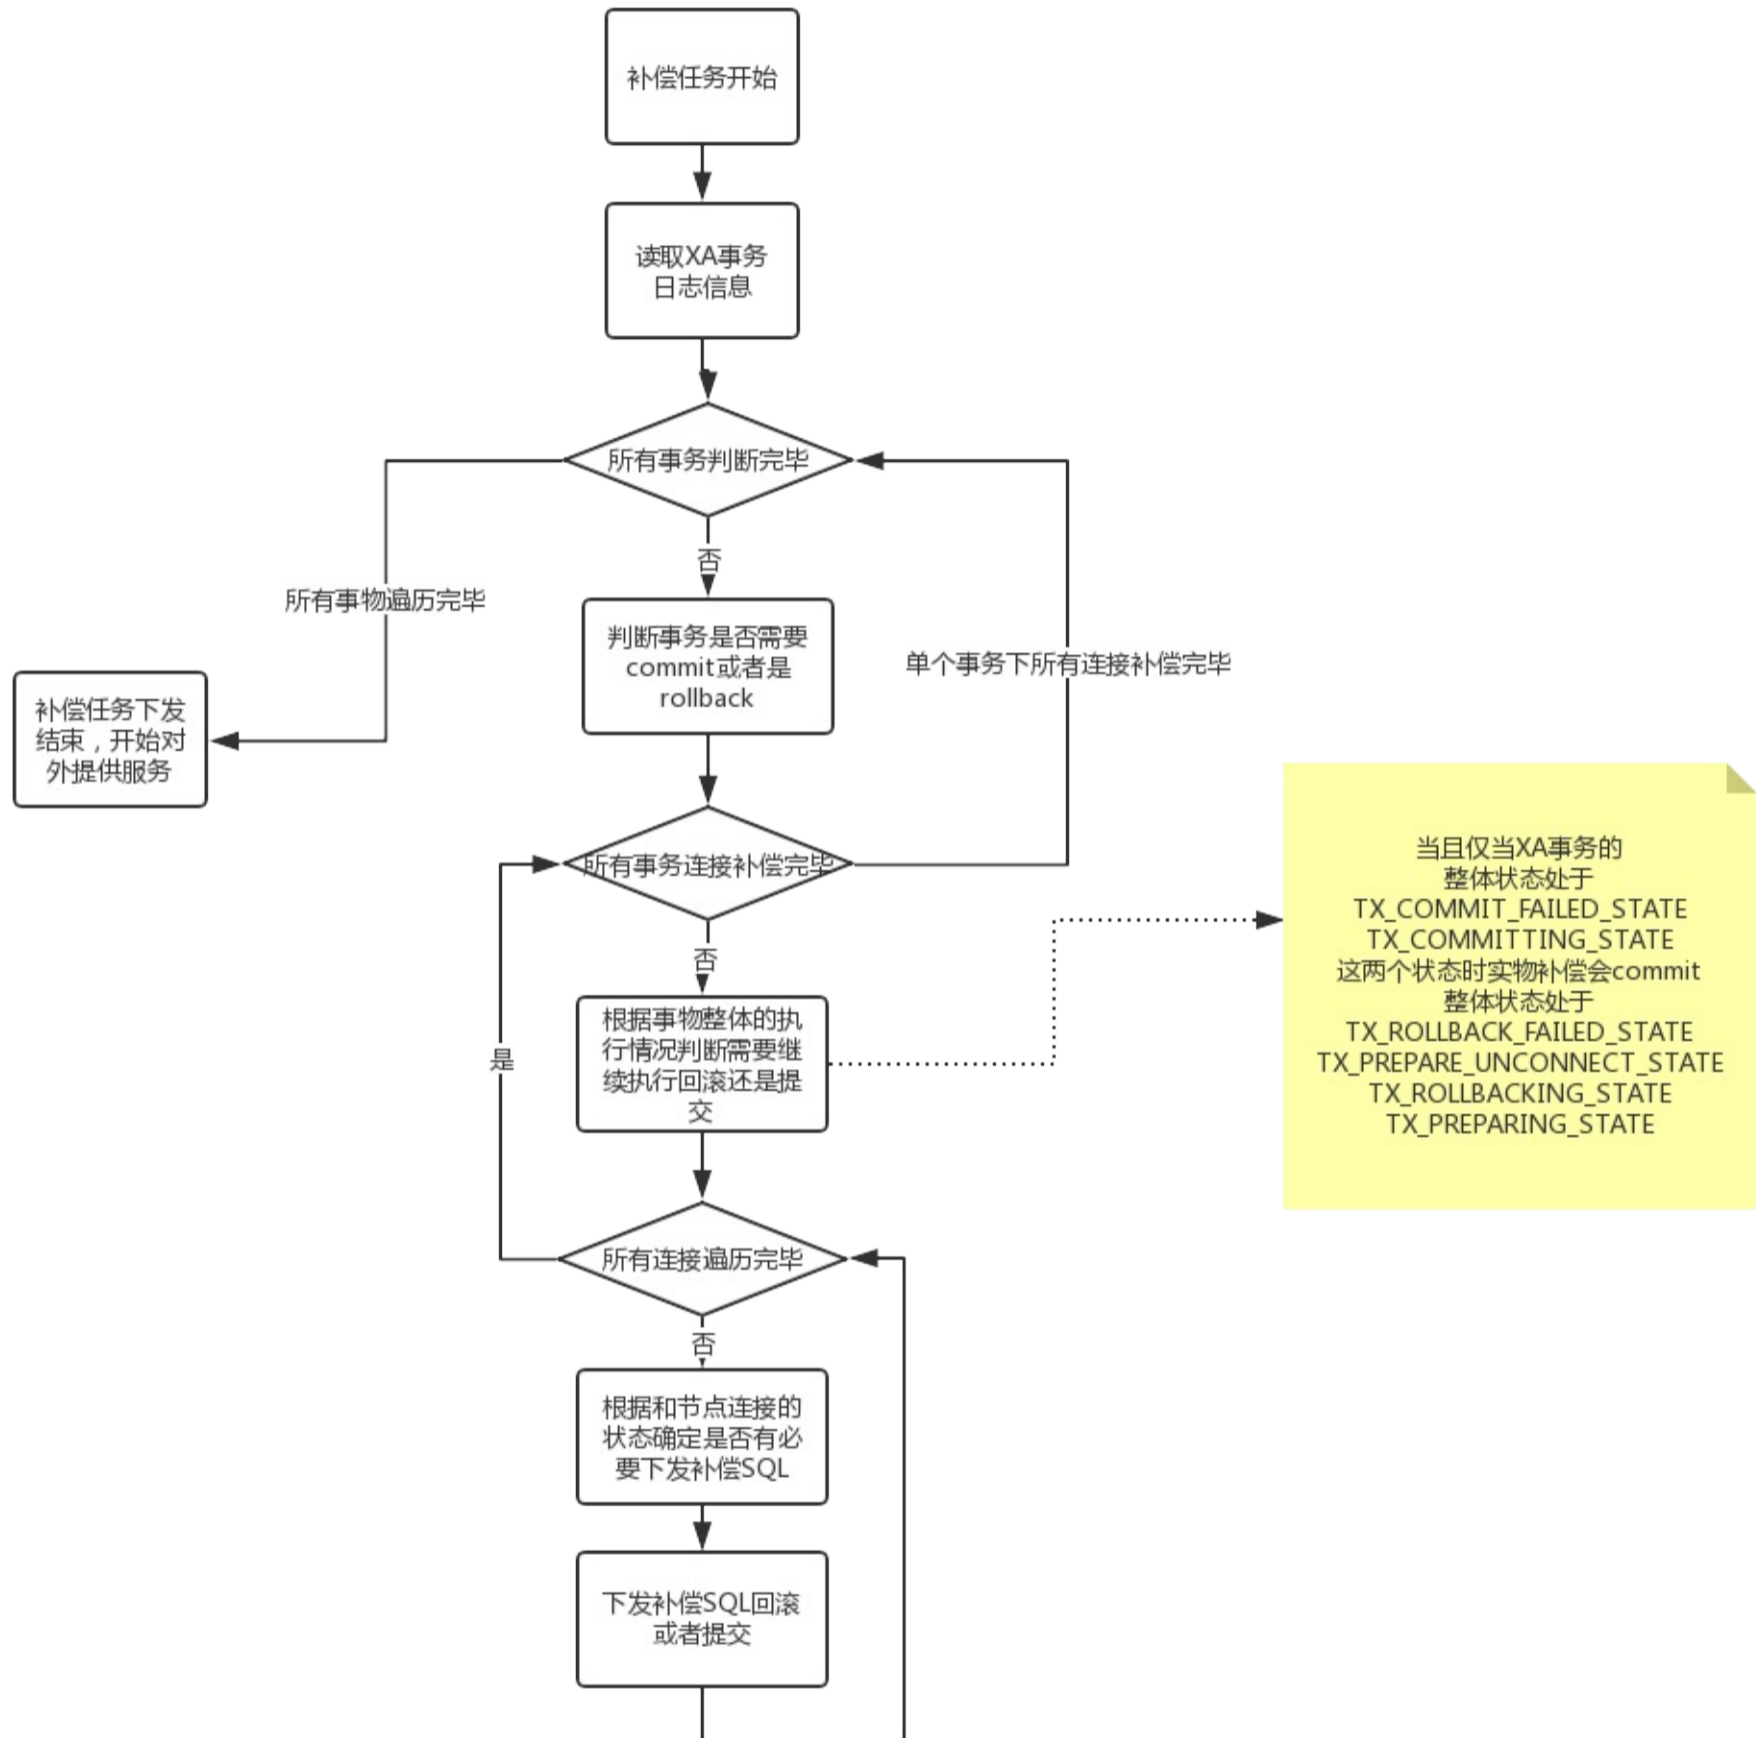 补偿任务开始
读取XA事务
日志信息
所有事务判断完毕
否
所有事物遍历完毕
判断事务是否需要
commit或者是
rollback
单个事务下所有连接补偿完毕
补偿任务下发
结束，开始对
外提供服务
所有事务连接补偿完毕
当且仅当XA事务的
整体状态处于
TX_COMMIT_FAILED_STATE
TX_COMMITTING_STATE
这两个状态时实物补偿会commit
整体状态处于
TX_ROLLBACK_FAILED_STATE
TX_PREPARE_UNCONNECT_STATE
TX_ROLLBACKING_STATE
TX_PREPARING_STATE
否
根据事物整体的执
行情况判断需要继
续执行回滚还是提
交
是
所有连接遍历完毕
否
根据和节点连接的
状态确定是否有必
要下发补偿SQL
下发补偿SQL回滚
或者提交